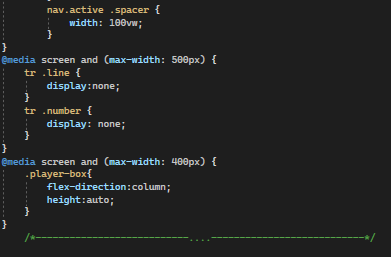 nav.active .spacer {
width: 100vw;
}
}
@media screen and (max-width: 500px) {
tr .line {
display:none;
}
tr .number {
display: none;
}
}
@media screen and (max-width: 400px) {
.player-box{
flex-direction:column;
height:auto;
}
}
/*---------------------------....---------------------------*/